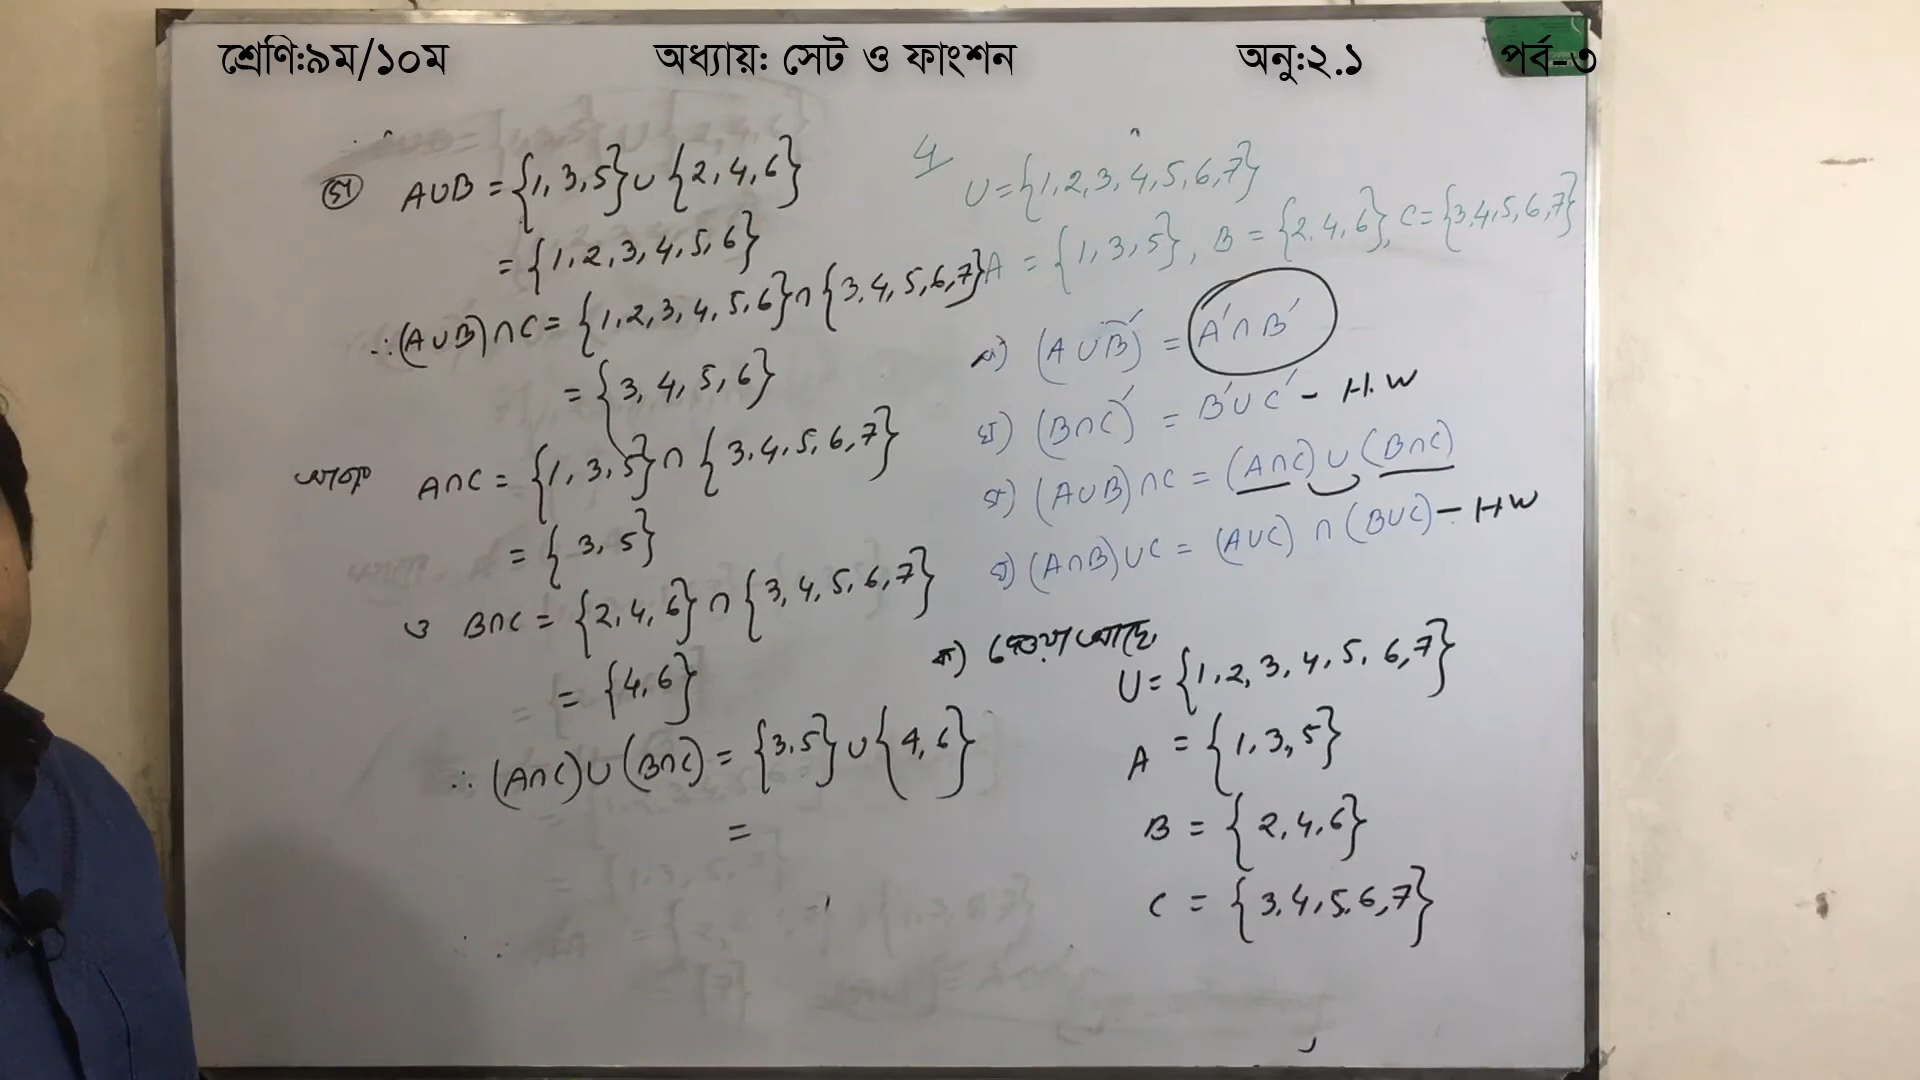 শ্রেণি:৯ম/১০ম অধ্যায়: সেট ও ফাংশন অনু:২.১ পর্ব-৩
গ A∪B = {1, 3, 5} ∪ {2, 4, 6}
= {1, 2, 3, 4, 5, 6}
∴ (A∪B)∩C = {1, 2, 3, 4, 5, 6} ∩ {3, 4, 5, 6, 7}
= {3, 4, 5, 6}
A∩C = {1, 3, 5} ∩ {3, 4, 5, 6, 7}
= {3, 5}
ও B∩C = {2, 4, 6} ∩ {3, 4, 5, 6, 7}
= {4, 6}
∴ (A∩C)∪(B∩C) = {3, 5} ∪ {4, 6}
=
4
U = {1, 2, 3, 4, 5, 6, 7}
A = {1, 3, 5}, B = {2, 4, 6}, C = {3, 4, 5, 6, 7}
ক) (A∪B)′ = A′∩B′
খ) (B∩C)′ = B′∪C′ – H.W
গ) (A∪B)∩C = (A∩C)∪(B∩C)
ঘ) (A∩B)∪C = (A∪C)∩(B∪C) – HW
ক) দেওয়া আছে,
U = {1, 2, 3, 4, 5, 6, 7}
A = {1, 3, 5}
B = {2, 4, 6}
C = {3, 4, 5, 6, 7}